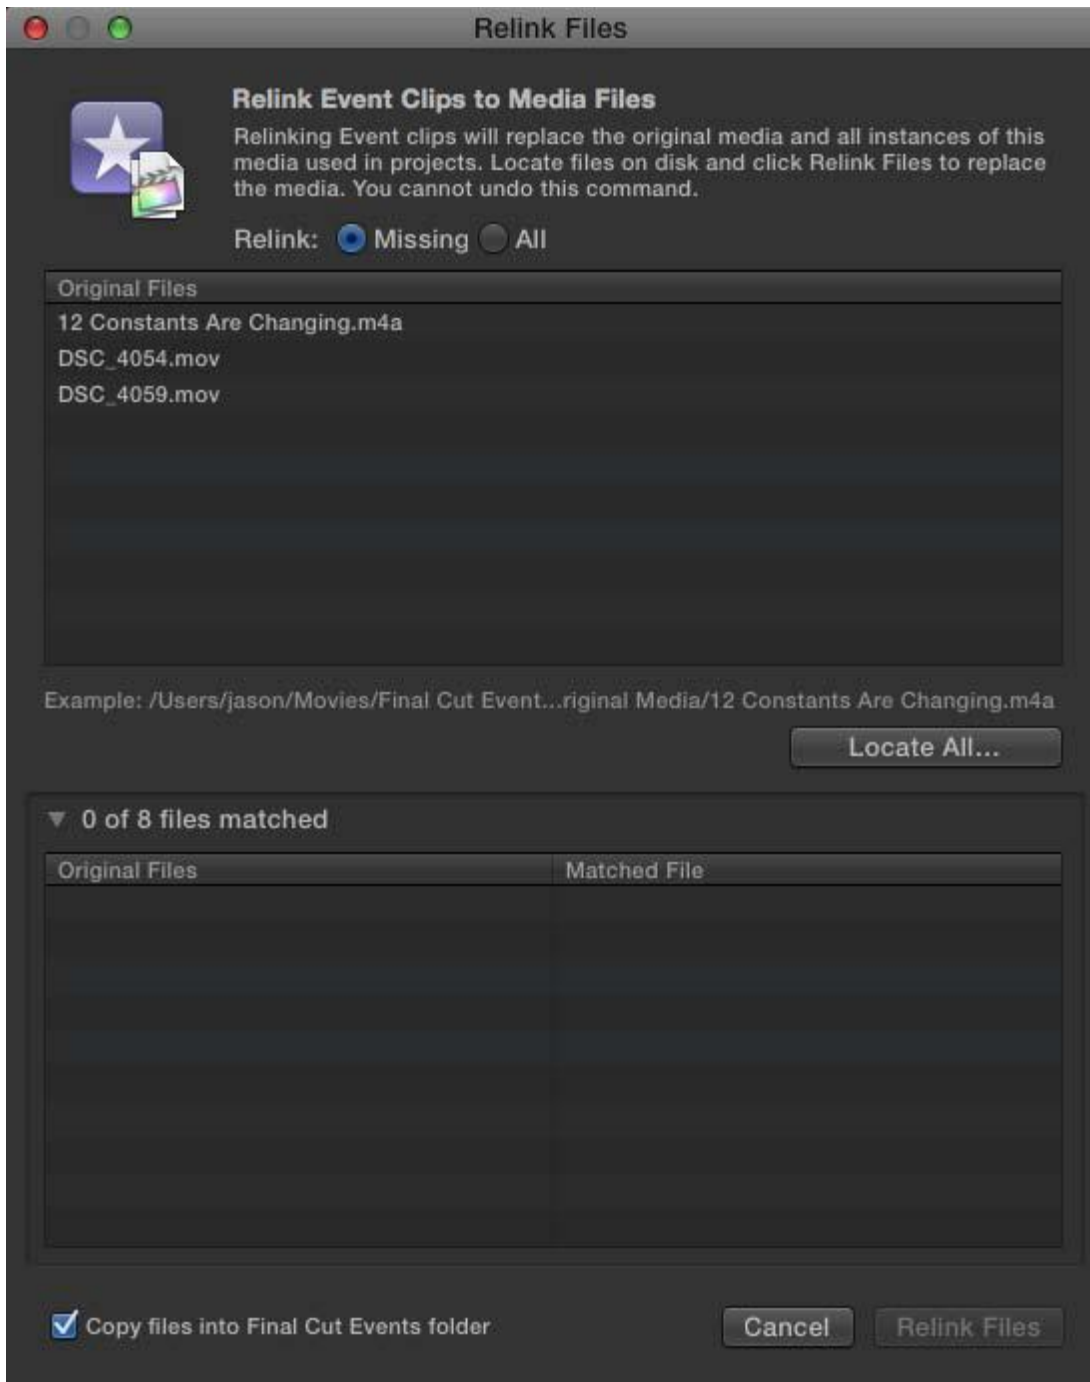 Relink Files
Relink Event Clips to Media Files
Relinking Event clips will replace the original media and all instances of this
media used in projects. Locate files on disk and click Relink Files to replace
the media. You cannot undo this command.
Relink: Missing All
Original Files
12 Constants Are Changing.m4a
DSC_4054.mov
DSC_4059.mov
Example: /Users/jason/Movies/Final Cut Event...riginal Media/12 Constants Are Changing.m4a
Locate All...
0 of 8 files matched
Original Files Matched File
Copy files into Final Cut Events folder Cancel Relink Files